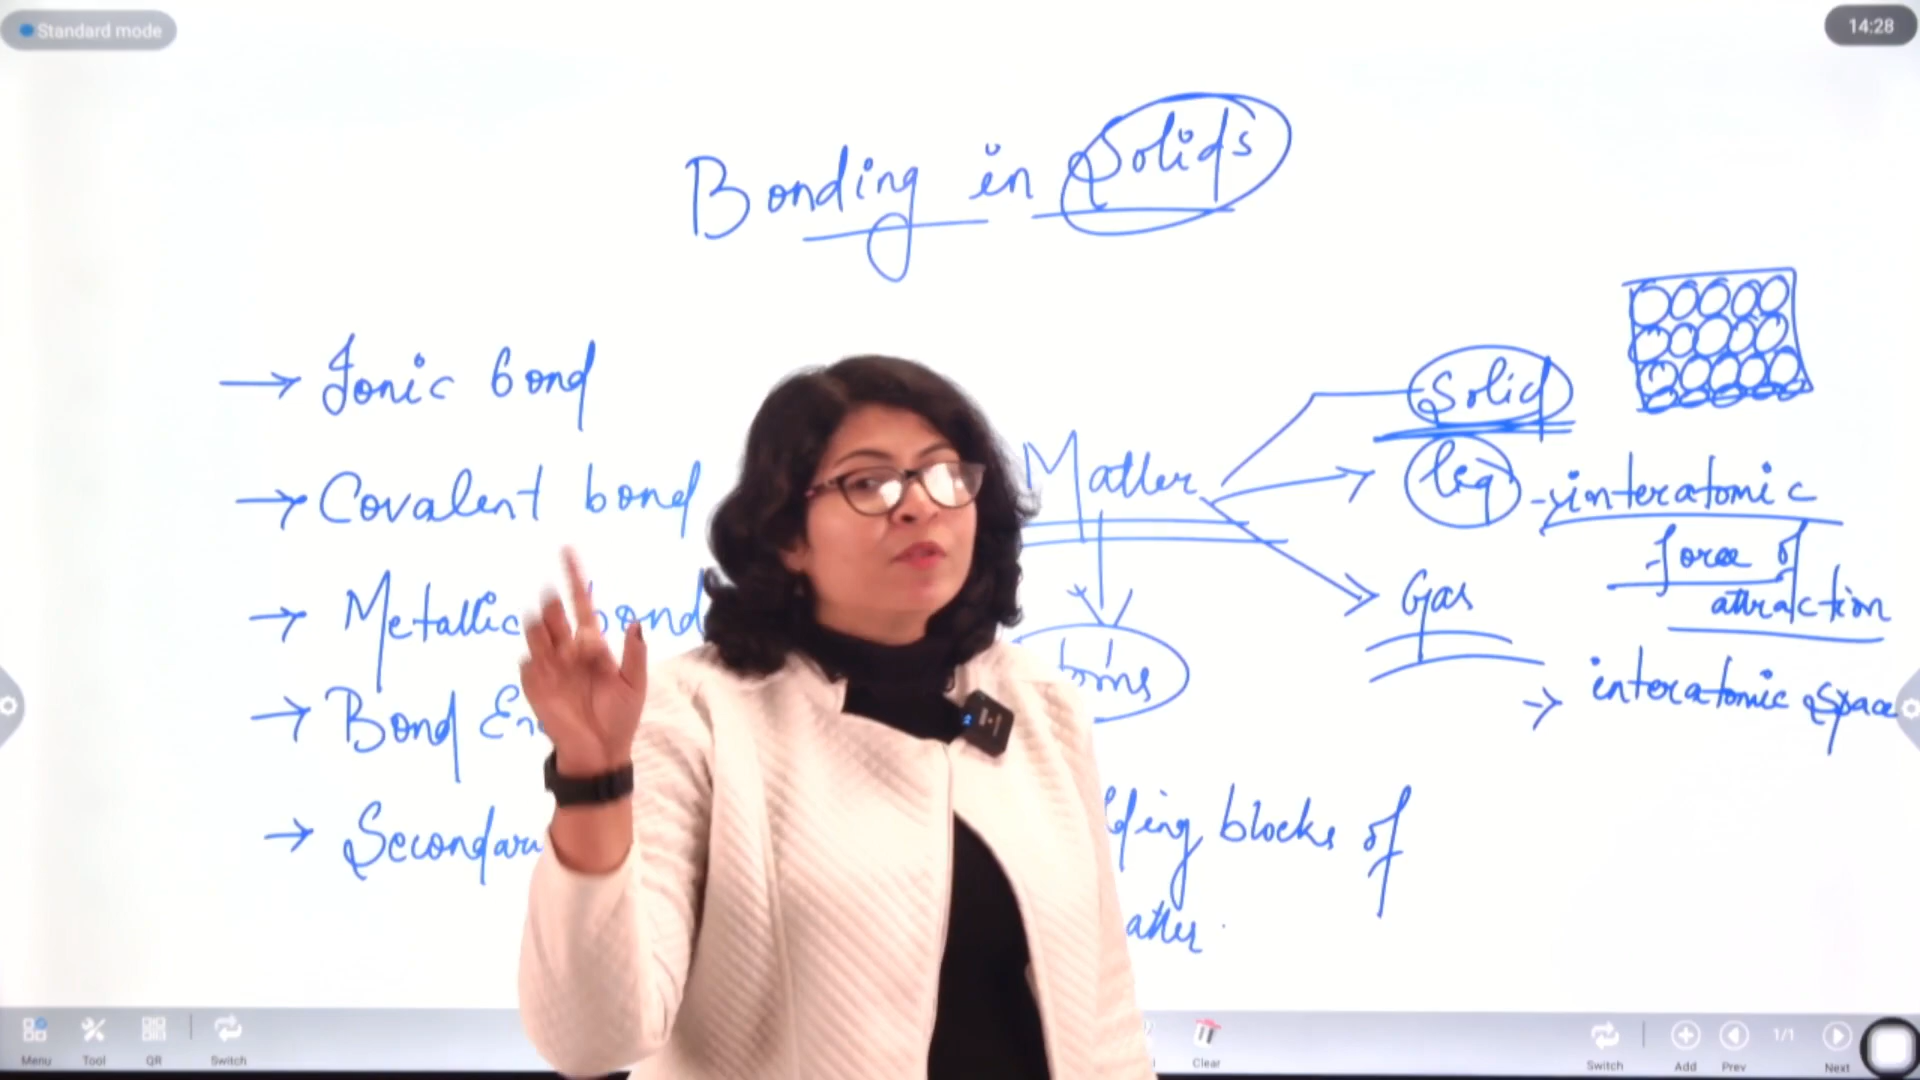 Standard mode
14:28
Bonding in Solids
→ Ionic bond
→ Covalent bond
→ Metallic bond
→ Bond
→
Matter
Solid
liq → interatomic
force of
attraction
Gas
→ interatomic space
blocks of
Menu
Tool
QR
Switch
Clear
Switch
Add
Prev
1/1
Next